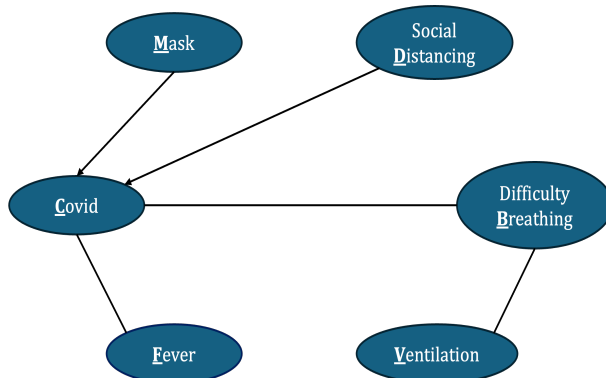 Mask
Social
Distancing
Covid
Difficulty
Breathing
Fever
Ventilation